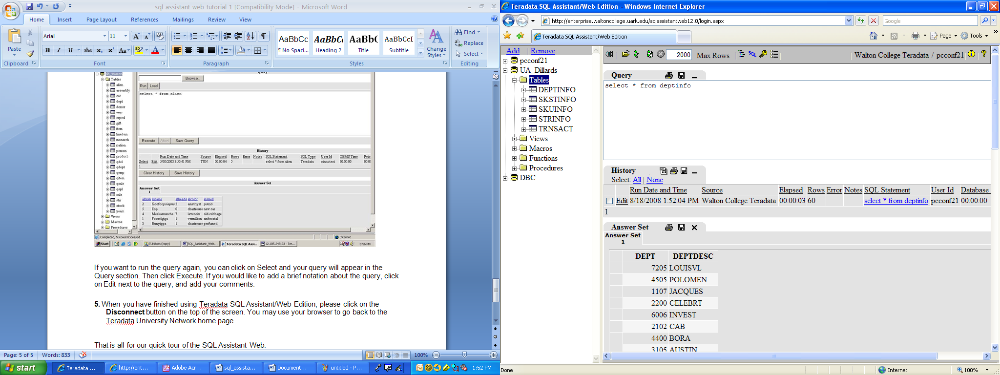 sql_assistant_web_tutorial_1 [Compatibility Mode] - Microsoft Word
Home Insert Page Layout References Mailings Review View
Paste
Clipboard
Arial 11
B I U abc x₂ x² Aa
Font
Paragraph
AaBbCc AaBbCc AaBbC AaBbCcI
¶ No Spaci... Heading 2 Title Subtitle
Change Styles
Styles
Find
Replace
Select
Editing
Tables
alien
assembly
car
dept
donor
emp
exped
gift
item
lineitem
monarch
nation
person
product
qdel
qdept
qemp
qitem
qsale
qspl
sale
shr
stock
years
Views
Macros
Procedures
Query
Browse..
Run Load
select * from alien
Execute Abort Save Query
History
Run Date and Time Source Elapsed Rows Error Notes SQL Statement SQL Type User Id DBMS Time
Select Edit 5/30/2003 3:50:41 PM TUN 00:00:04 5 select * from alien Teradata stanotest 00:00:00
1
Clear History Save History
Answer Set
Answer Set
1
alnum alname alheads alcolor alsmell
2 Koofoopsiepus 3 amethyst putrid
5 Eop 0 chartreuse new car
4 Meekamuncha 7 lavender old cabbage
1 Foozelgiga 1 vermillion ambrosial
3 Bunyippa 1 chartreuse perfumed
Completed, 5 Rows Processed
Internet
Start TUNdocs (copy) SQL_Assistant_Web... Teradata SQL Assi... 12.105.248.23 - Ter... 3:56 PM
If you want to run the query again, you can click on Select and your query will appear in the
Query section. Then click Execute. If you would like to add a brief notation about the query, click
on Edit next to the query, and add your comments.
5. When you have finished using Teradata SQL Assistant/Web Edition, please click on the
Disconnect button on the top of the screen. You may use your browser to go back to the
Teradata University Network home page.
That is all for our quick tour of the SQL Assistant Web.
Page: 5 of 5 Words: 833 100%
start Teradata ... http://ent... Adobe Acr... sql_assista... Document... untitled - P... 1:52 PM
Teradata SQL Assistant/Web Edition - Windows Internet Explorer
http://enterprise.waltoncollege.uark.edu/sqlassistantweb12.0/login.aspx
Google
Teradata SQL Assistant/Web Edition
Page Tools
Add Remove
pcconf21
UA_Dillards
Tables
DEPTINFO
SKSTINFO
SKUINFO
STRINFO
TRNSACT
Views
Macros
Functions
Procedures
DBC
2000 Max Rows SQL Walton College Teradata / pcconf21
Query
select * from deptinfo
History
Select: All | None
Run Date and Time Source Elapsed Rows Error Notes SQL Statement User Id Database
Edit 8/18/2008 1:52:04 PM Walton College Teradata 00:00:03 60 select * from deptinfo pcconf21 00:00:00
1
Answer Set
Answer Set
1
DEPT DEPTDESC
7205 LOUISVL
4505 POLOMEN
1107 JACQUES
2200 CELEBRT
6006 INVEST
2102 CAB
4400 BORA
3105 AUSTIN
Done Internet 100%